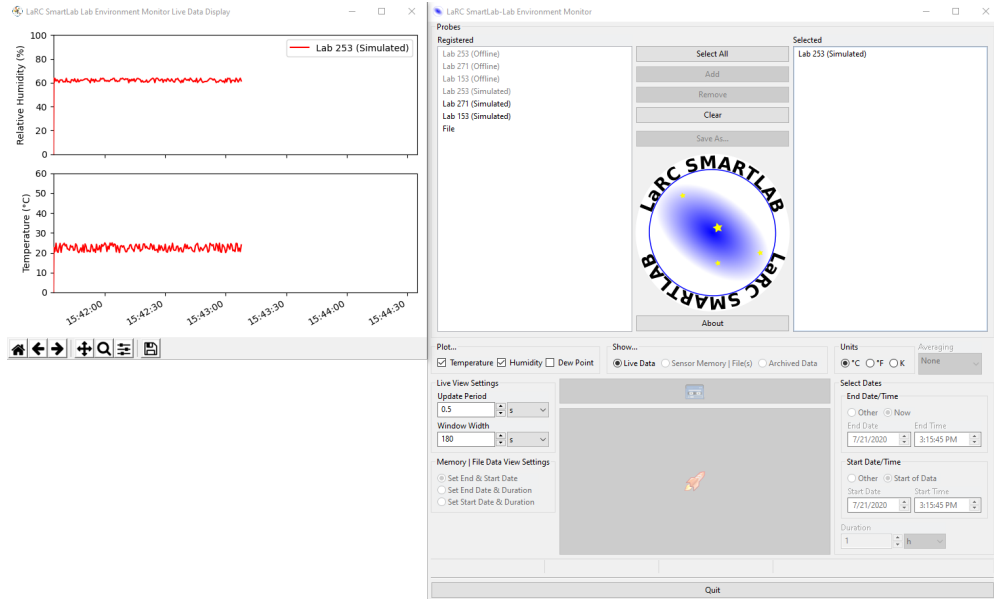 LaRC SmartLab Lab Environment Monitor Live Data Display
Relative Humidity (%)
100
80
60
40
20
0
Lab 253 (Simulated)
Temperature (°C)
60
50
40
30
20
10
0
15:42:00
15:42:30
15:43:00
15:43:30
15:44:00
15:44:30
LaRC SmartLab-Lab Environment Monitor
Probes
Registered
Lab 253 (Offline)
Lab 271 (Offline)
Lab 153 (Offline)
Lab 253 (Simulated)
Lab 271 (Simulated)
Lab 153 (Simulated)
File
Select All
Add
Remove
Clear
Save As...
LaRC SMARTLAB
LaRC SMARTLAB
About
Selected
Lab 253 (Simulated)
Plot...
Temperature
Humidity
Dew Point
Show...
Live Data
Sensor Memory | File(s)
Archived Data
Units
°C
°F
K
Averaging
None
Live View Settings
Update Period
0.5
s
Window Width
180
s
Memory | File Data View Settings
Set End & Start Date
Set End Date & Duration
Set Start Date & Duration
Select Dates
End Date/Time
Other
Now
End Date
End Time
7/21/2020
3:15:45 PM
Start Date/Time
Other
Start of Data
Start Date
Start Time
7/21/2020
3:15:45 PM
Duration
1
h
Quit